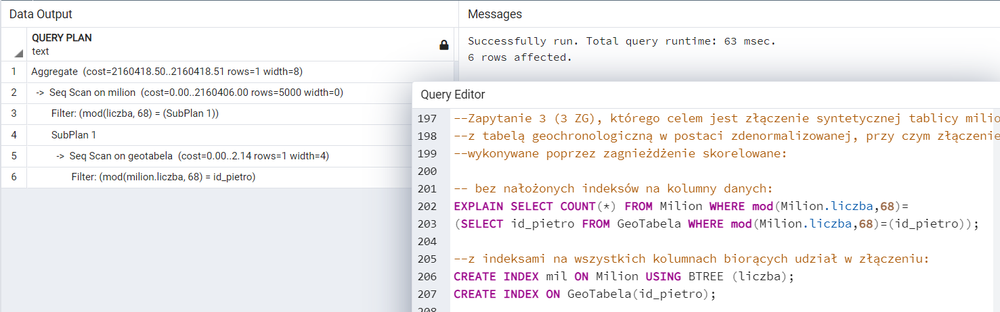 Data Output
QUERY PLAN
text
1 Aggregate (cost=2160418.50..2160418.51 rows=1 width=8)
2 -> Seq Scan on milion (cost=0.00..2160406.00 rows=5000 width=0)
3 Filter: (mod(liczba, 68) = (SubPlan 1))
4 SubPlan 1
5 -> Seq Scan on geotabela (cost=0.00..2.14 rows=1 width=4)
6 Filter: (mod(milion.liczba, 68) = id_pietro)
Messages
Successfully run. Total query runtime: 63 msec.
6 rows affected.
Query Editor
197 --Zapytanie 3 (3 ZG), którego celem jest złączenie syntetycznej tablicy milio
198 --z tabelą geochronologiczną w postaci zdenormalizowanej, przy czym złączenie
199 --wykonywane poprzez zagnieżdżenie skorelowane:
200
201 -- bez nałożonych indeksów na kolumny danych:
202 EXPLAIN SELECT COUNT(*) FROM Milion WHERE mod(Milion.liczba,68)=
203 (SELECT id_pietro FROM GeoTabela WHERE mod(Milion.liczba,68)=(id_pietro));
204
205 --z indeksami na wszystkich kolumnach biorących udział w złączeniu:
206 CREATE INDEX mil ON Milion USING BTREE (liczba);
207 CREATE INDEX ON GeoTabela(id_pietro);
208